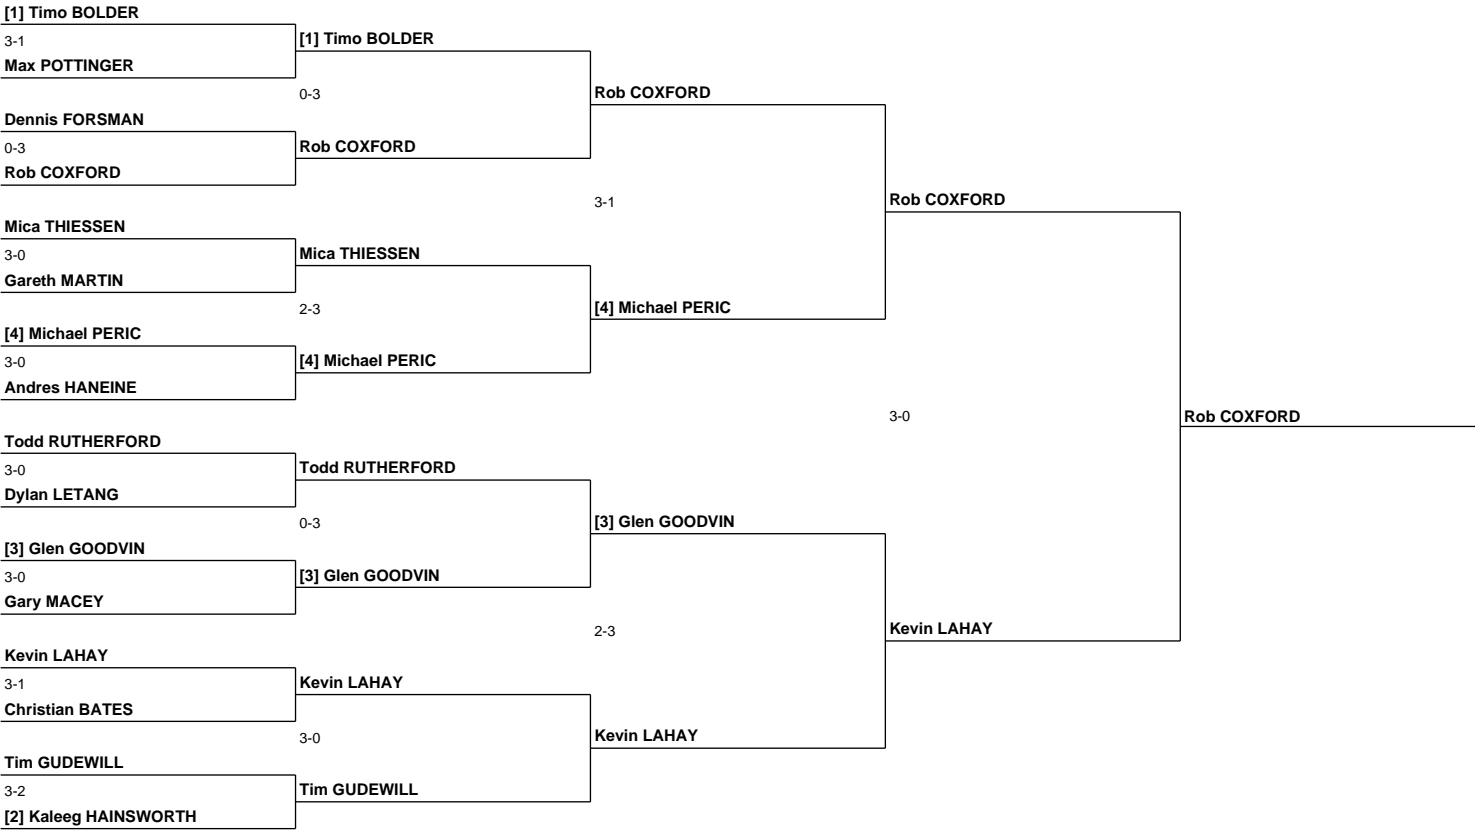 [1] Timo BOLDER
3-1
Max POTTINGER
Dennis FORSMAN
0-3
Rob COXFORD
Mica THIESSEN
3-0
Gareth MARTIN
[4] Michael PERIC
3-0
Andres HANEINE
Todd RUTHERFORD
3-0
Dylan LETANG
[3] Glen GOODVIN
3-0
Gary MACEY
Kevin LAHAY
3-1
Christian BATES
Tim GUDEWILL
3-2
[2] Kaleeg HAINSWORTH
[1] Timo BOLDER
0-3
Rob COXFORD
Mica THIESSEN
2-3
[4] Michael PERIC
Todd RUTHERFORD
0-3
[3] Glen GOODVIN
Kevin LAHAY
3-0
Tim GUDEWILL
Rob COXFORD
3-1
[4] Michael PERIC
[3] Glen GOODVIN
2-3
Kevin LAHAY
Rob COXFORD
3-0
Kevin LAHAY
Rob COXFORD